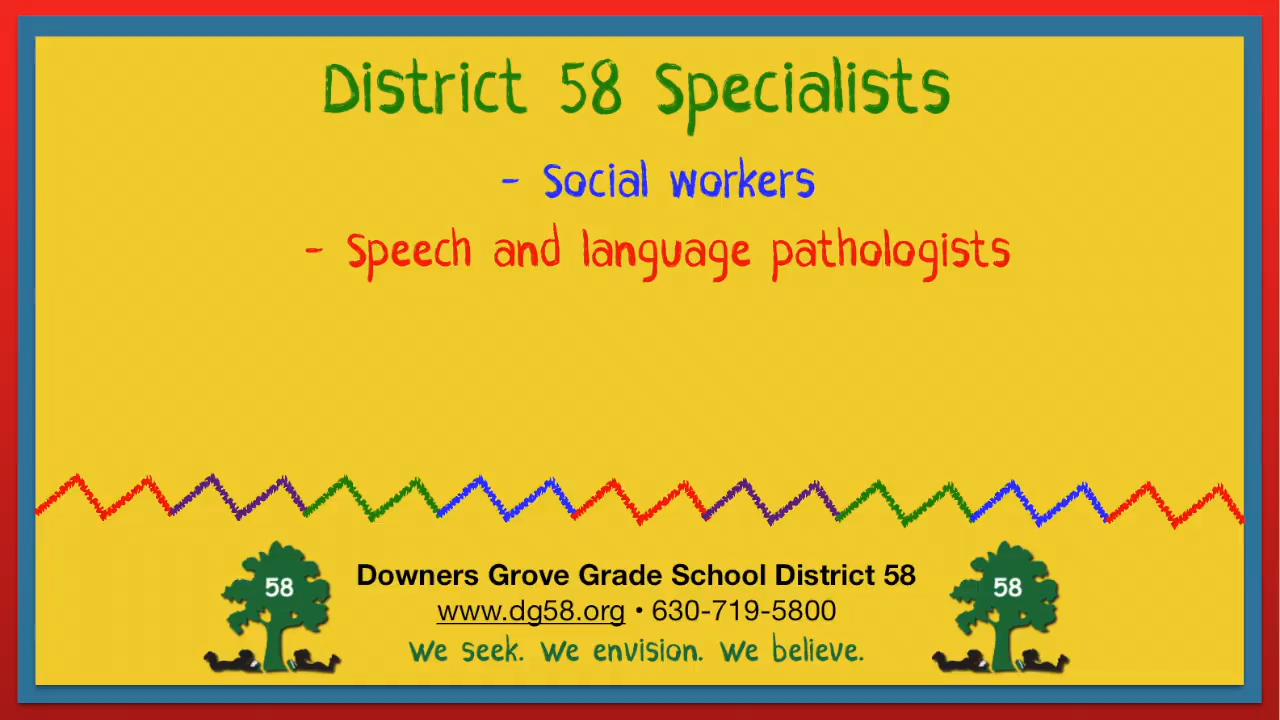 District 58 Specialists
- Social workers
- Speech and language pathologists
58
58
Downers Grove Grade School District 58
www.dg58.org • 630-719-5800
We seek. We envision. We believe.